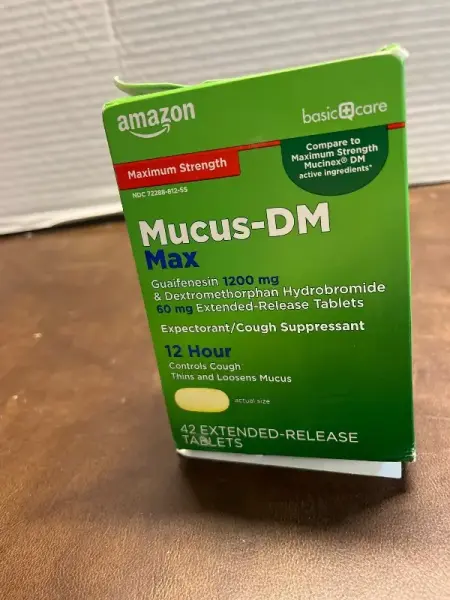 amazon
basic care
Maximum Strength
Compare to
Maximum Strength
Mucinex® DM
active ingredients*
NDC 72288-812-55
Mucus-DM
Max
Guaifenesin 1200 mg
& Dextromethorphan Hydrobromide
60 mg Extended-Release Tablets
Expectorant/Cough Suppressant
12 Hour
Controls Cough
Thins and Loosens Mucus
actual size
42 EXTENDED-RELEASE
TABLETS